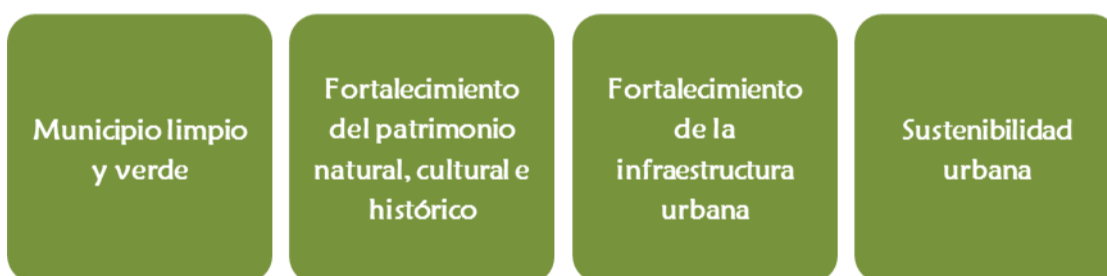 Municipio limpio
y verde
Fortalecimiento
del patrimonio
natural, cultural e
histórico
Fortalecimiento
de la
infraestructura
urbana
Sustenibilidad
urbana